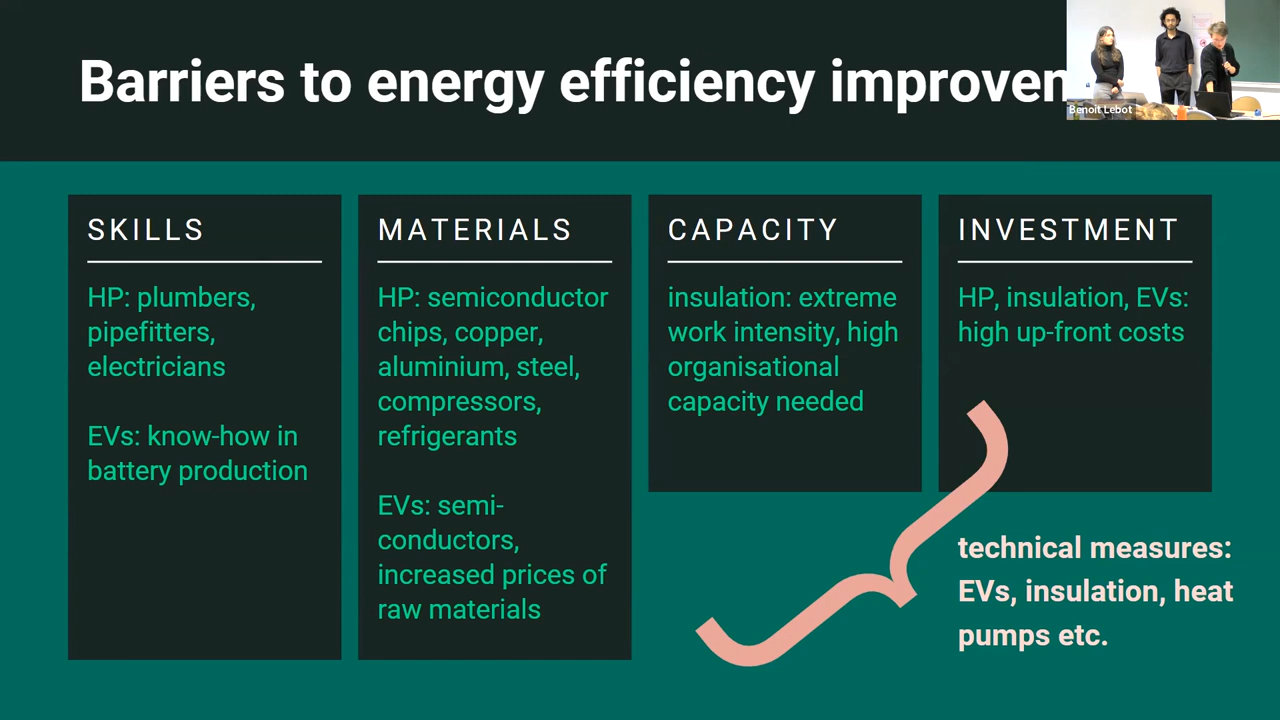 Barriers to energy efficiency improvem
Benoit Lebot
SKILLS
HP: plumbers,
pipefitters,
electricians
EVs: know-how in
battery production
MATERIALS
HP: semiconductor
chips, copper,
aluminium, steel,
compressors,
refrigerants
EVs: semi-
conductors,
increased prices of
raw materials
CAPACITY
insulation: extreme
work intensity, high
organisational
capacity needed
INVESTMENT
HP, insulation, EVs:
high up-front costs
technical measures:
EVs, insulation, heat
pumps etc.